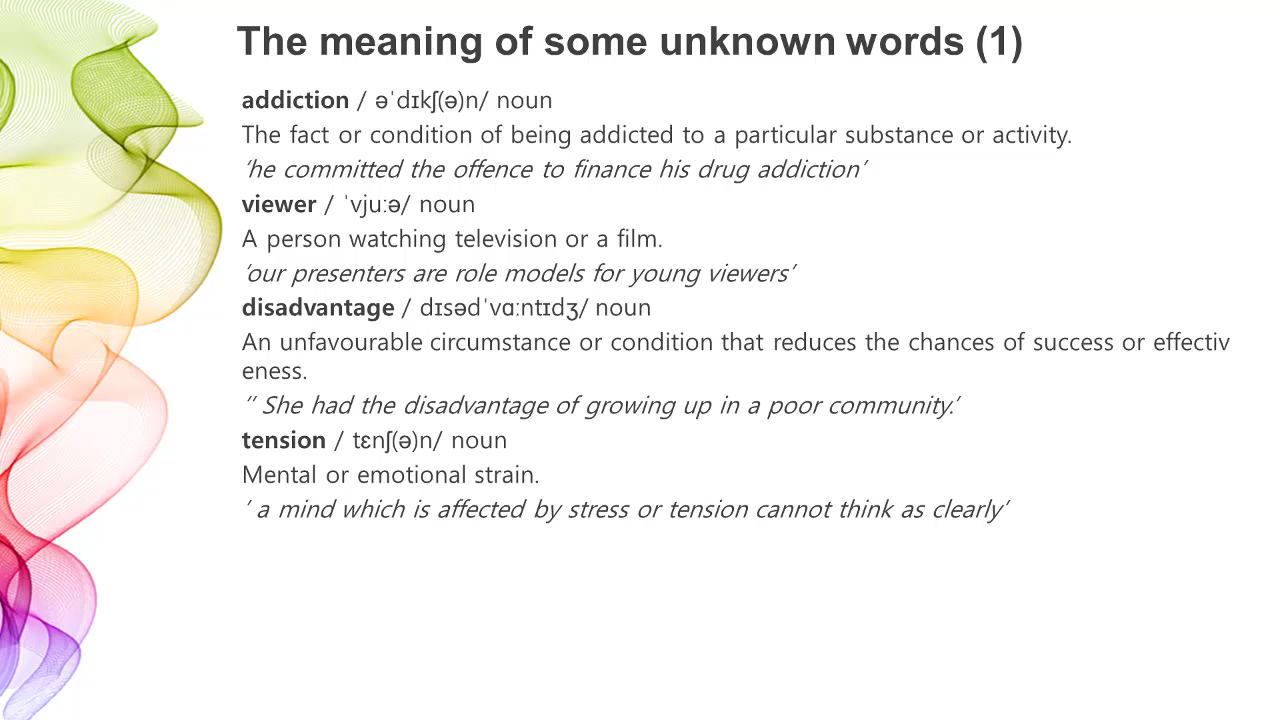 The meaning of some unknown words (1)
addiction / əˈdɪkʃ(ə)n/ noun
The fact or condition of being addicted to a particular substance or activity.
‘he committed the offence to finance his drug addiction’
viewer / ˈvjuːə/ noun
A person watching television or a film.
‘our presenters are role models for young viewers’
disadvantage / dɪsədˈvɑːntɪdʒ/ noun
An unfavourable circumstance or condition that reduces the chances of success or effectiv
eness.
‘’ She had the disadvantage of growing up in a poor community.’
tension / tɛnʃ(ə)n/ noun
Mental or emotional strain.
‘ a mind which is affected by stress or tension cannot think as clearly’